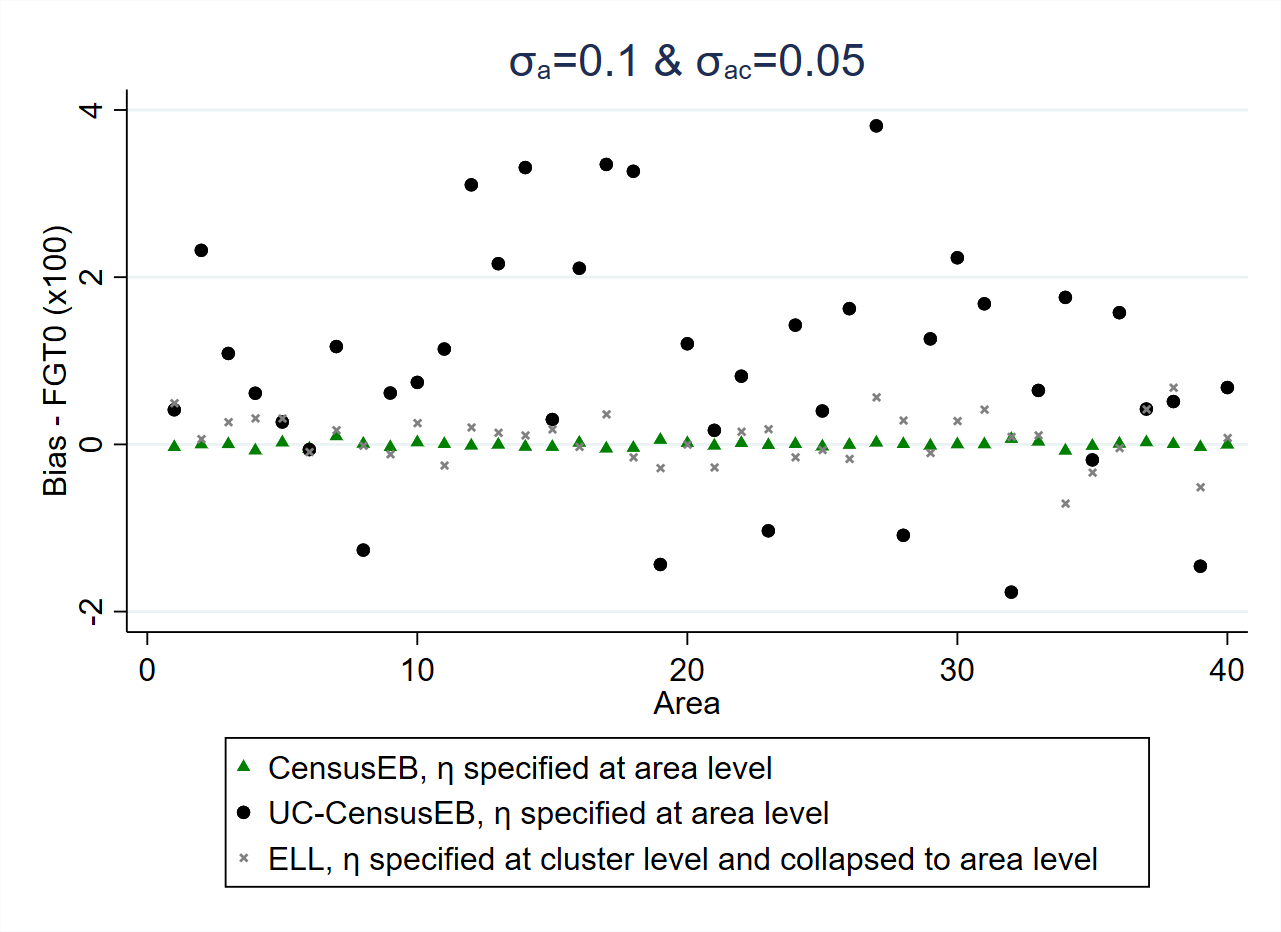 σa=0.1 & σac=0.05
Bias - FGT0 (x100)
4
2
0
-2
0 10 20 30 40
Area
CensusEB, η specified at area level
UC-CensusEB, η specified at area level
ELL, η specified at cluster level and collapsed to area level